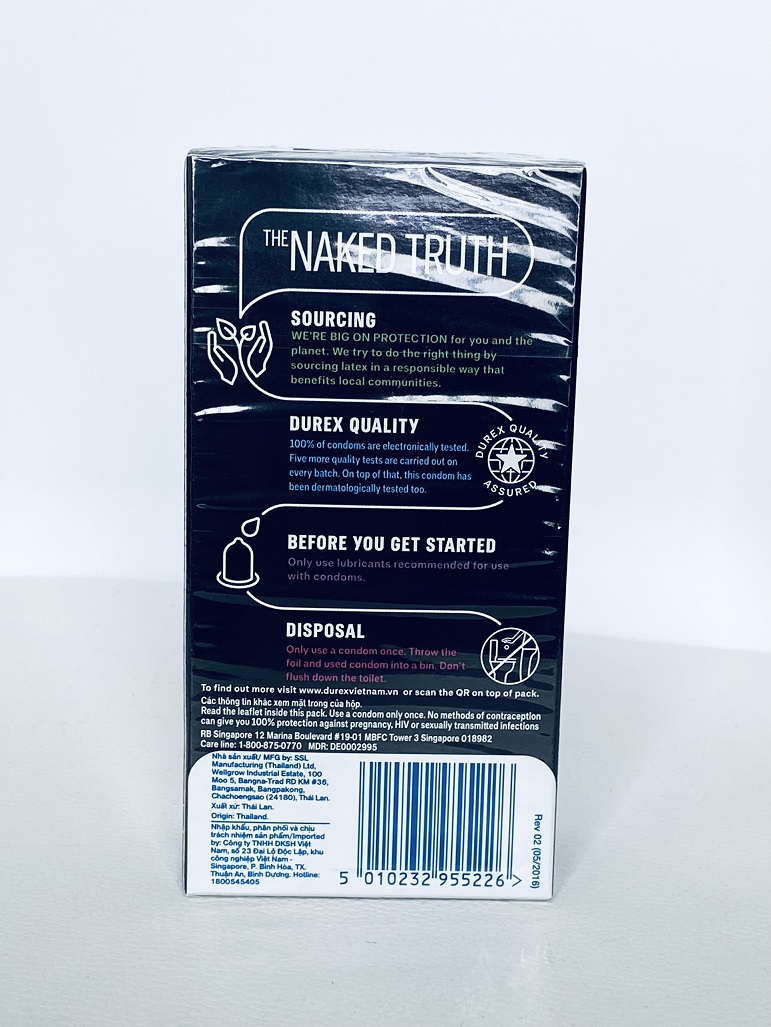 THE NAKED TRUTH
SOURCING
WE'RE BIG ON PROTECTION for you and the
planet. We try to do the right thing by
sourcing latex in a responsible way that
benefits local communities.
DUREX QUALITY
100% of condoms are electronically tested.
Five more quality tests are carried out on
every batch. On top of that, this condom has
been dermatologically tested too.
DUREX QUALITY
ASSURED
BEFORE YOU GET STARTED
Only use lubricants recommended for use
with condoms.
DISPOSAL
Only use a condom once. Throw the
foil and used condom into a bin. Don't
flush down the toilet.
To find out more visit www.durexvietnam.vn or scan the QR on top of pack.
Các thông tin khác xem mặt trong của hộp.
Read the leaflet inside this pack. Use a condom only once. No methods of contraception
can give you 100% protection against pregnancy, HIV or sexually transmitted infections
RB Singapore 12 Marina Boulevard #19-01 MBFC Tower 3 Singapore 018982
Care line: 1-800-875-0770 MDR: DE0002995
Nhà sản xuất/ MFG by: SSL
Manufacturing (Thailand) Ltd,
Wellgrow Industrial Estate, 100
Moo 5, Bangna-Trad RD KM #36,
Bangsamak, Bangpakong,
Chachoengsao (24180), Thái Lan.
Xuất xứ: Thái Lan.
Origin: Thailand.
Nhập khẩu, phân phối và chịu
trách nhiệm sản phẩm/Imported
by: Công ty TNHH DKSH Việt
Nam, số 23 Đại Lộ Độc Lập, khu
công nghiệp Việt Nam -
Singapore, P. Bình Hòa, TX.
Thuận An, Bình Dương. Hotline:
1800545405
5 010232 955226 >
Rev 02 (05/2016)